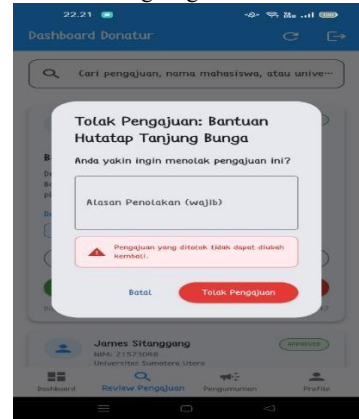 22.21
Dashboard Donatur
Cari pengajuan, nama mahasiswa, atau unive...
Tolak Pengajuan: Bantuan
Hutatap Tanjung Bunga
Anda yakin ingin menolak pengajuan ini?
Alasan Penolakan (wajib)
Pengajuan yang ditolak tidak dapat diubah
kembali.
Batal Tolak Pengajuan
James Sitanggang
APPROVED
Universitas Sumatera Utara
Dashboard Review Pengajuan Pengumuman Profile